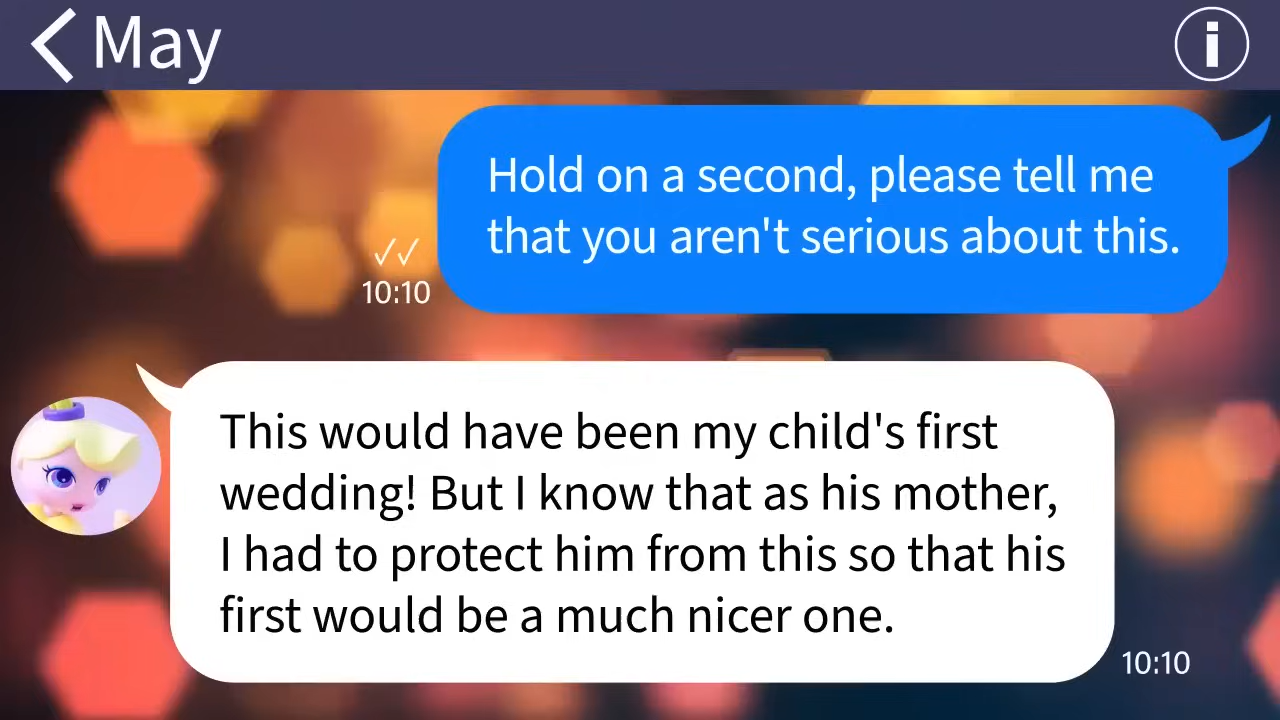 May
Hold on a second, please tell me
that you aren't serious about this.
10:10
This would have been my child's first
wedding! But I know that as his mother,
I had to protect him from this so that his
first would be a much nicer one.
10:10